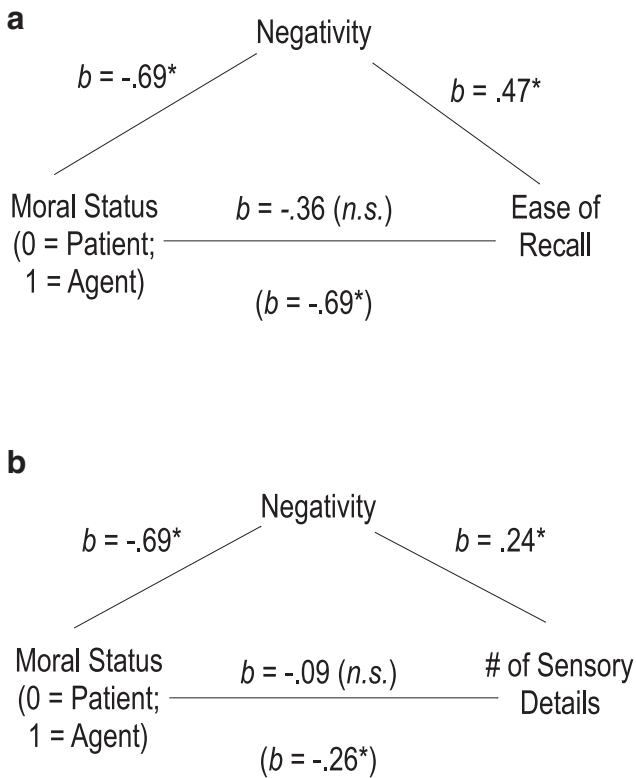 a
Negativity
b = -.69*
b = .47*
Moral Status
(0 = Patient;
1 = Agent)
b = -.36 (n.s.)
Ease of
Recall
(b = -.69*)
b
Negativity
b = -.69*
b = .24*
Moral Status
(0 = Patient;
1 = Agent)
b = -.09 (n.s.)
# of Sensory
Details
(b = -.26*)